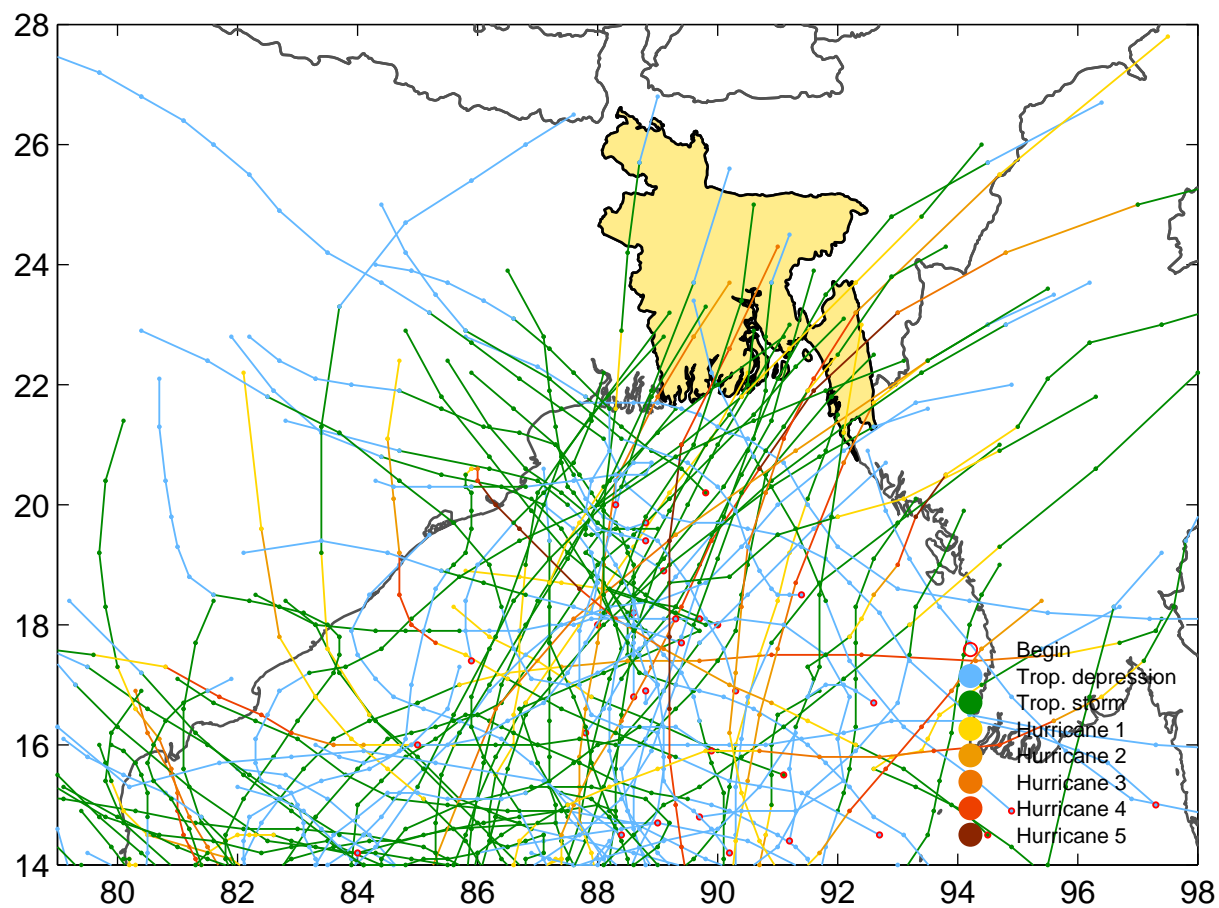 28
26
24
22
20
18
16
14
Begin
Trop. depression
Trop. storm
Hurricane 1
Hurricane 2
Hurricane 3
Hurricane 4
Hurricane 5
80 82 84 86 88 90 92 94 96 98